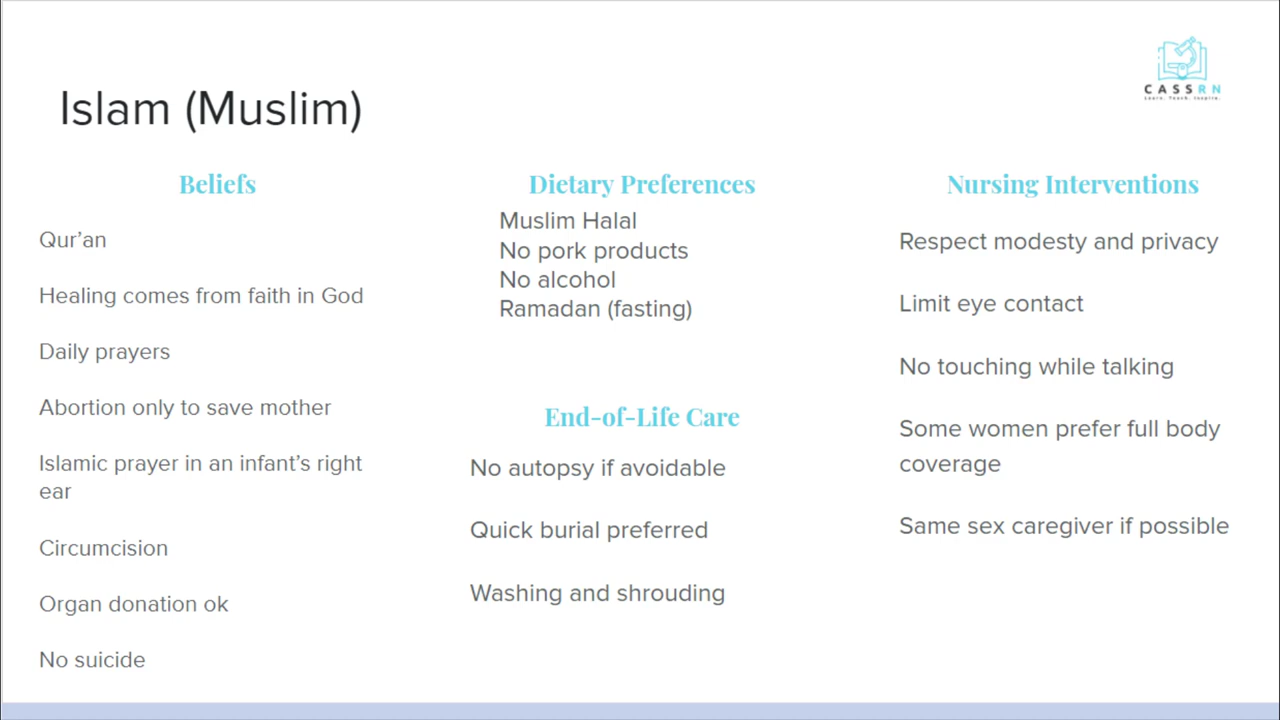 CASSRN
Learn. Teach. Inspire.
Islam (Muslim)
Beliefs
Qur’an
Healing comes from faith in God
Daily prayers
Abortion only to save mother
Islamic prayer in an infant’s right
ear
Circumcision
Organ donation ok
No suicide
Dietary Preferences
Muslim Halal
No pork products
No alcohol
Ramadan (fasting)
End-of-Life Care
No autopsy if avoidable
Quick burial preferred
Washing and shrouding
Nursing Interventions
Respect modesty and privacy
Limit eye contact
No touching while talking
Some women prefer full body
coverage
Same sex caregiver if possible